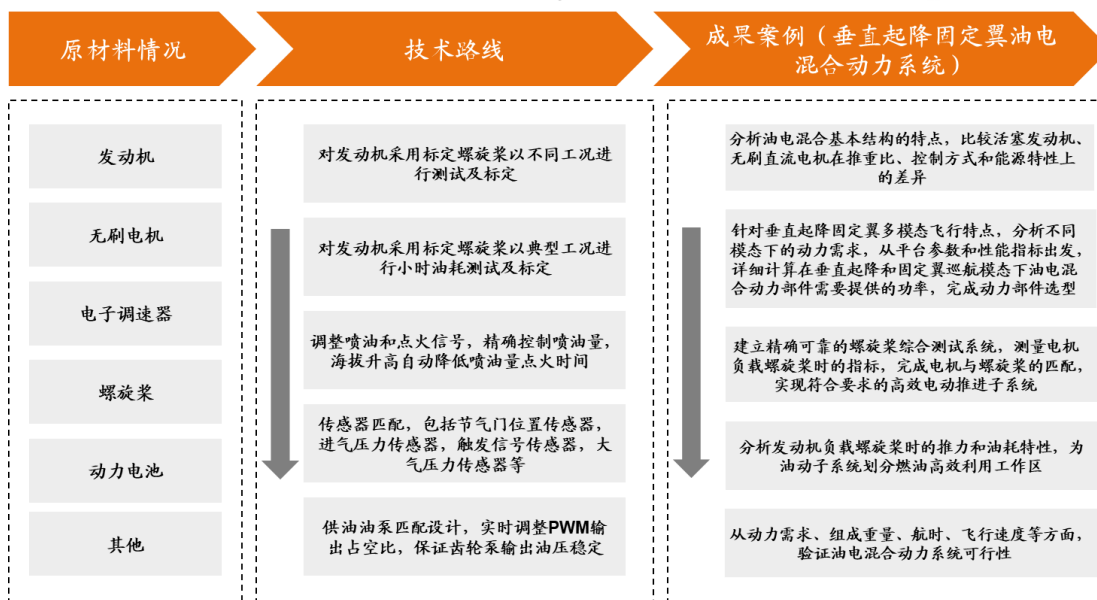 原材料情况
技术路线
成果案例（垂直起降固定翼油电
混合动力系统）
发动机
无刷电机
电子调速器
螺旋桨
动力电池
其他
对发动机采用标定螺旋桨以不同工况进
行测试及标定
对发动机采用标定螺旋桨以典型工况进
行小时油耗测试及标定
调整喷油和点火信号，精确控制喷油量，
海拔升高自动降低喷油量点火时间
传感器匹配，包括节气门位置传感器，
进气压力传感器，触发信号传感器，大
气压力传感器等
供油油泵匹配设计，实时调整PWM输
出占空比，保证齿轮泵输出油压稳定
分析油电混合基本结构的特点，比较活塞发动机、
无刷直流电机在推重比、控制方式和能源特性上
的差异
针对垂直起降固定翼多模态飞行特点，分析不同
模态下的动力需求，从平台参数和性能指标出发，
详细计算在垂直起降和固定翼巡航模态下油电混
合动力部件需要提供的功率，完成动力部件选型
建立精确可靠的螺旋桨综合测试系统，测量电机
负载螺旋桨时的指标，完成电机与螺旋桨的匹配，
实现符合要求的高效电动推进子系统
分析发动机负载螺旋桨时的推力和油耗特性，为
油动子系统划分燃油高效利用工作区
从动力需求、组成重量、航时、飞行速度等方面，
验证油电混合动力系统可行性